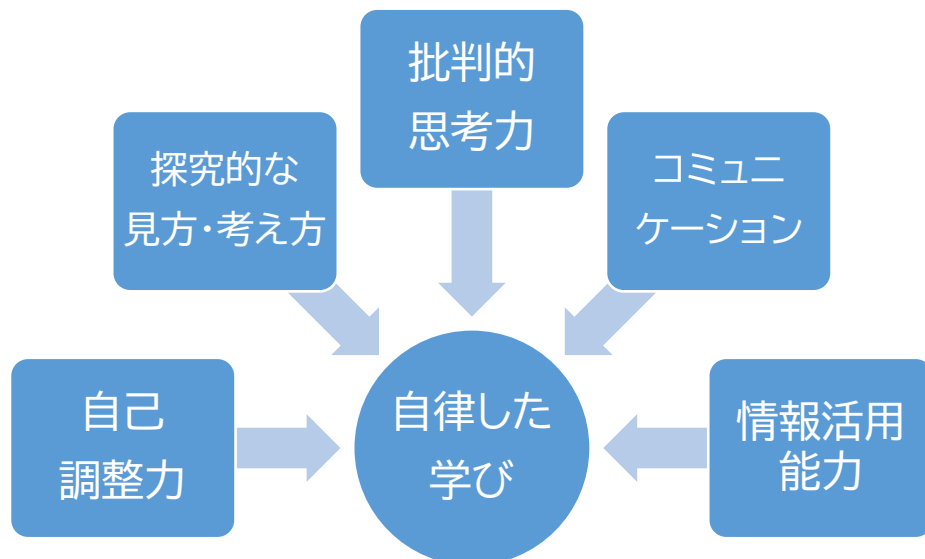 批判的
思考力
探究的な
見方・考え方
コミュニ
ケーション
自己
調整力
自律した
学び
情報活用
能力